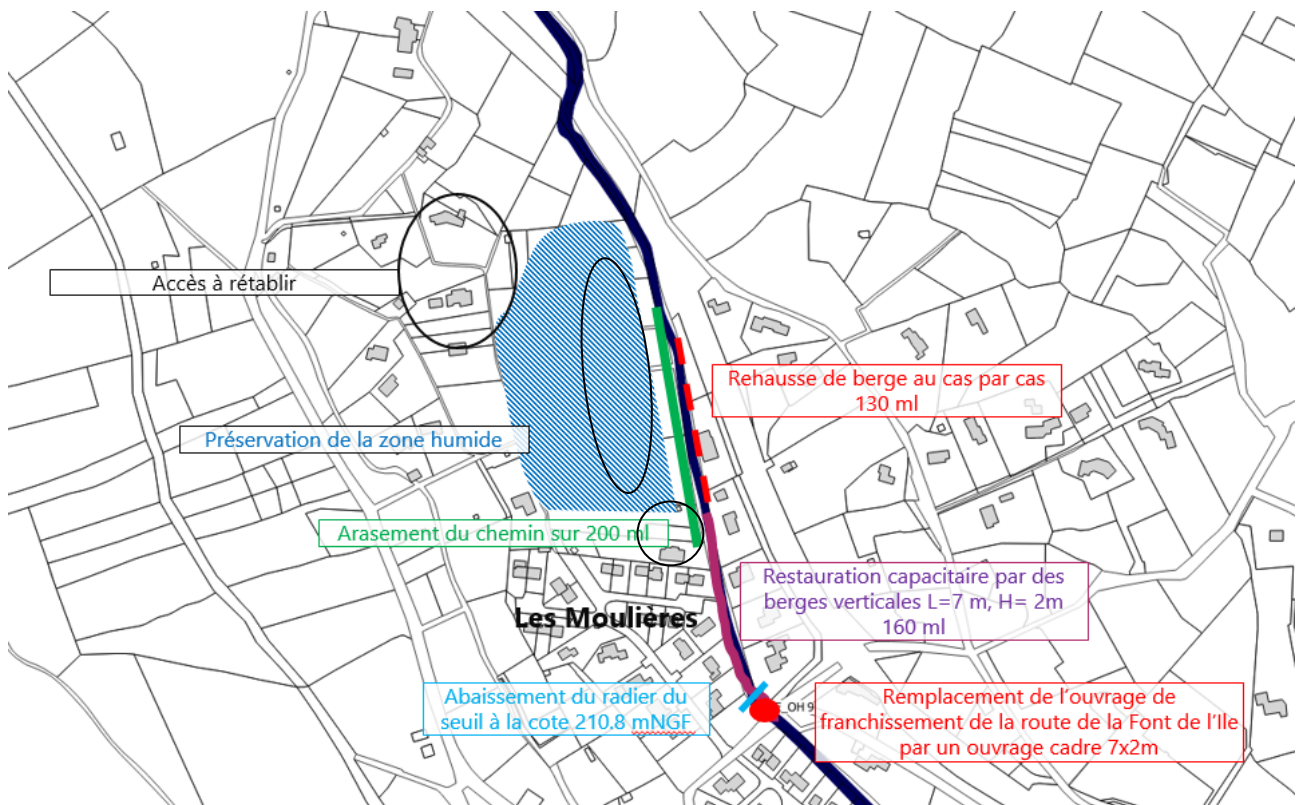 Accès à rétablir
Rehausse de berge au cas par cas
130 ml
Préservation de la zone humide
Arasement du chemin sur 200 ml
Restauration capacitaire par des
berges verticales L=7 m, H= 2m
160 ml
Les Moulières
Abaissement du radier du
seuil à la cote 210.8 mNGF
_OH 9
Remplacement de l'ouvrage de
franchissement de la route de la Font de l'Ile
par un ouvrage cadre 7x2m